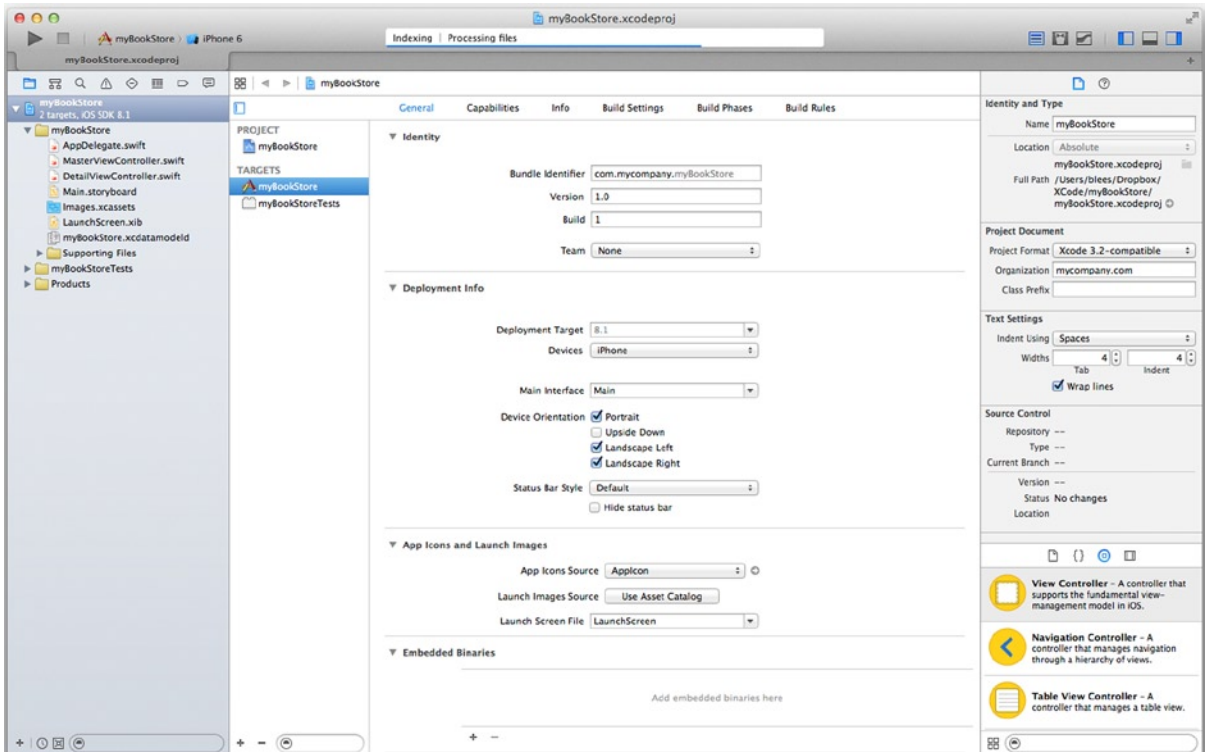 myBookStore.xcodeproj
myBookStore iPhone 6
Indexing | Processing files
myBookStore.xcodeproj
myBookStore
2 targets, iOS SDK 8.1
myBookStore
AppDelegate.swift
MasterViewController.swift
DetailViewController.swift
Main.storyboard
Images.xcassets
LaunchScreen.xib
myBookStore.xcdatamodeld
Supporting Files
myBookStoreTests
Products
myBookStore
General Capabilities Info Build Settings Build Phases Build Rules
PROJECT
myBookStore
TARGETS
myBookStore
myBookStoreTests
Identity
Bundle Identifier com.mycompany.myBookStore
Version 1.0
Build 1
Team None
Deployment Info
Deployment Target 8.1
Devices iPhone
Main Interface Main
Device Orientation Portrait
Upside Down
Landscape Left
Landscape Right
Status Bar Style Default
Hide status bar
App Icons and Launch Images
App Icons Source AppIcon
Launch Images Source Use Asset Catalog
Launch Screen File LaunchScreen
Embedded Binaries
Add embedded binaries here
Identity and Type
Name myBookStore
Location Absolute
myBookStore.xcodeproj
Full Path /Users/blees/Dropbox/
XCode/myBookStore/
myBookStore.xcodeproj
Project Document
Project Format Xcode 3.2-compatible
Organization mycompany.com
Class Prefix
Text Settings
Indent Using Spaces
Widths 4 4
Tab Indent
Wrap lines
Source Control
Repository --
Type --
Current Branch --
Version --
Status No changes
Location
View Controller - A controller that
supports the fundamental view-
management model in iOS.
Navigation Controller - A
controller that manages navigation
through a hierarchy of views.
Table View Controller - A
controller that manages a table view.